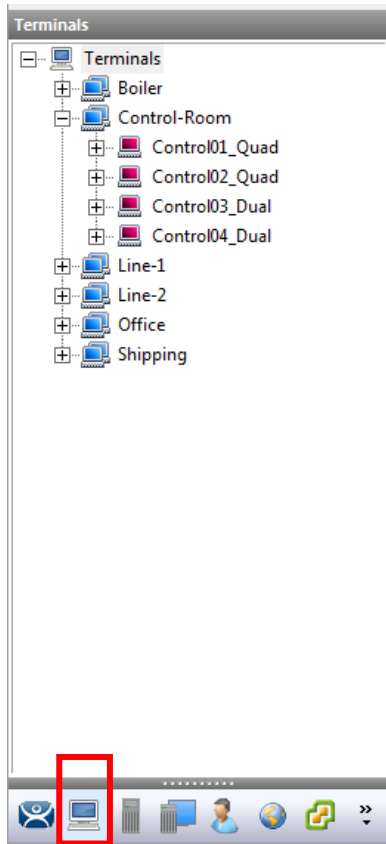 Terminals
Terminals
Boiler
Control-Room
Control01_Quad
Control02_Quad
Control03_Dual
Control04_Dual
Line-1
Line-2
Office
Shipping